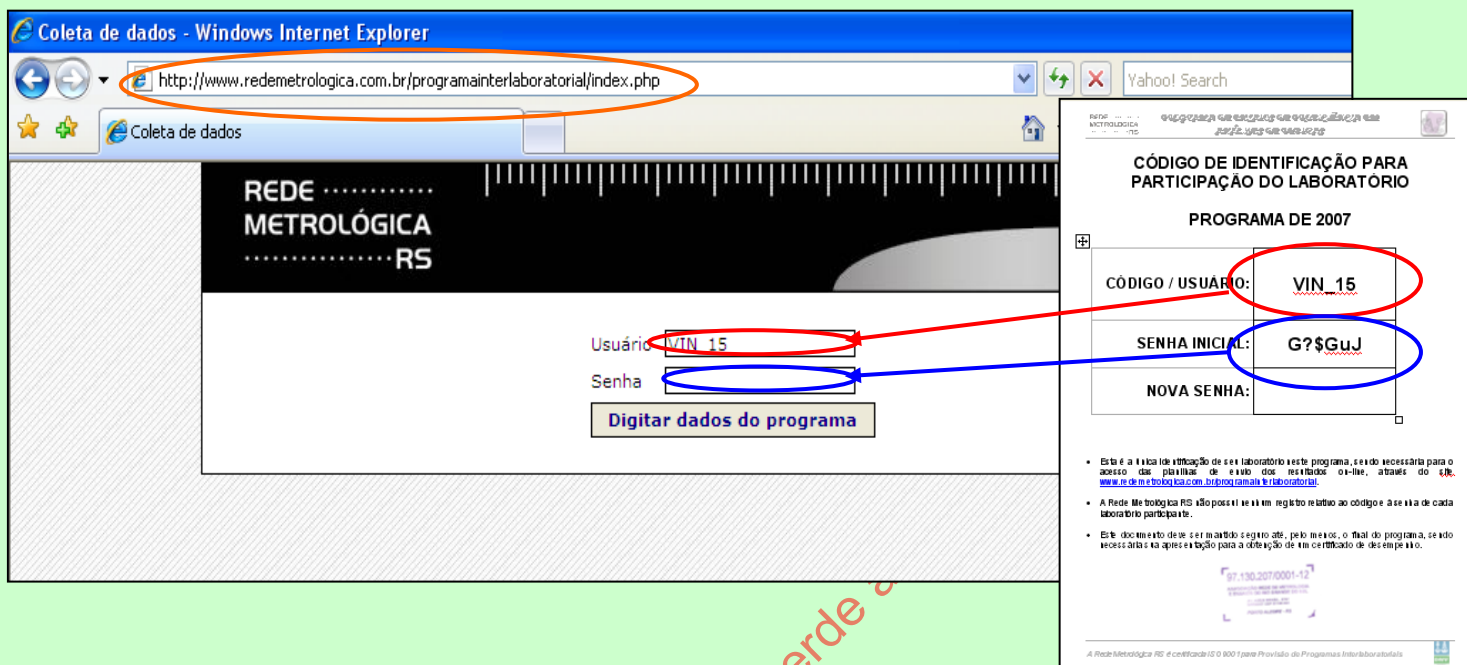 Coleta de dados - Windows Internet Explorer
http://www.redemetrologica.com.br/programainterlaboratorial/index.php
Yahoo! Search
Coleta de dados
REDE
METROLÓGICA
RS
Usuário VIN_15
Senha
Digitar dados do programa
REDE
METROLÓGICA
RS
CÓDIGO DE IDENTIFICAÇÃO PARA
PARTICIPAÇÃO DO LABORATÓRIO
PROGRAMA DE 2007
CÓDIGO / USUÁRIO: VIN_15
SENHA INICIAL: G?$GuJ
NOVA SENHA:
• Esta é a única identificação de seu laboratório neste programa, sendo necessária para o
acesso das planilhas de envio dos resultados on-line, através do site
www.redemetrologica.com.br/programainterlaboratorial.
• A Rede Metrológica RS não possui nenhum registro relativo ao código e à senha de cada
laboratório participante.
• Este documento deve ser mantido seguro até, pelo menos, o final do programa, sendo
necessária sua apresentação para a obtenção de um certificado de desempenho.
97.130.207/0001-12
A Rede Metrológica RS é certificada ISO 9001 para Provisão de Programas Interlaboratoriais
erde